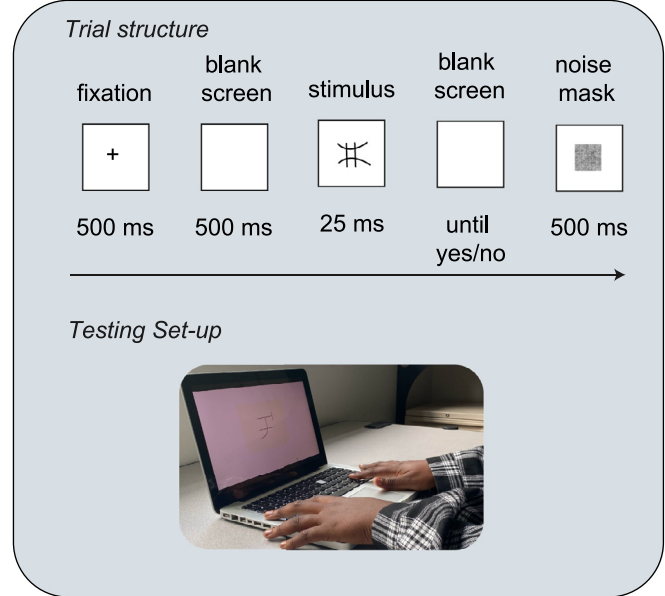 Trial structure
fixation
blank
screen
stimulus
blank
screen
noise
mask
500 ms
500 ms
25 ms
until
yes/no
500 ms
Testing Set-up